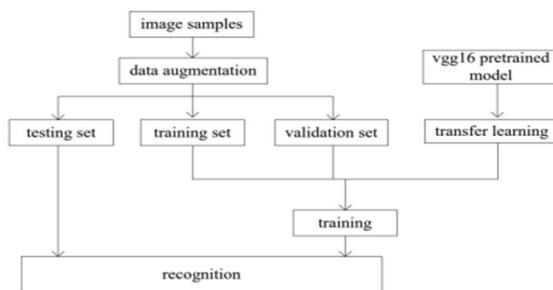 image samples
data augmentation
vgg16 pretrained
model
testing set
training set
validation set
transfer learning
training
recognition